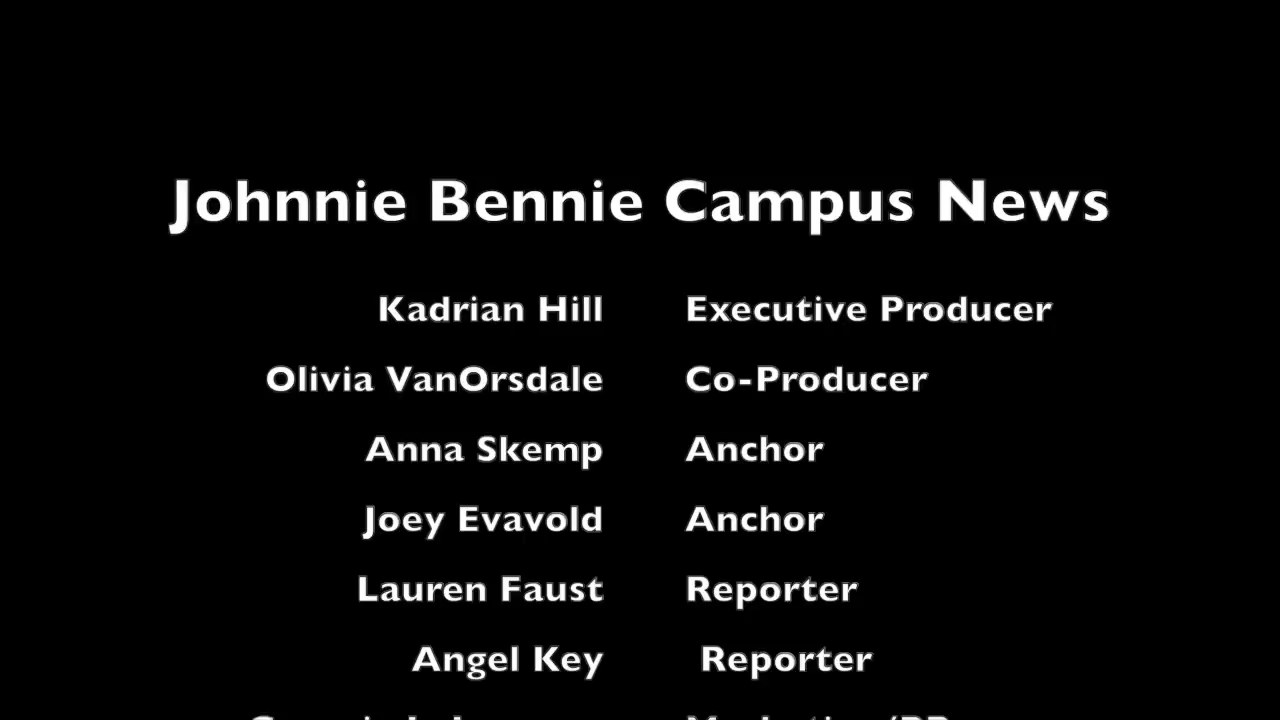 Johnnie Bennie Campus News
Kadrian Hill Executive Producer
Olivia VanOrsdale Co-Producer
Anna Skemp Anchor
Joey Evavold Anchor
Lauren Faust Reporter
Angel Key Reporter